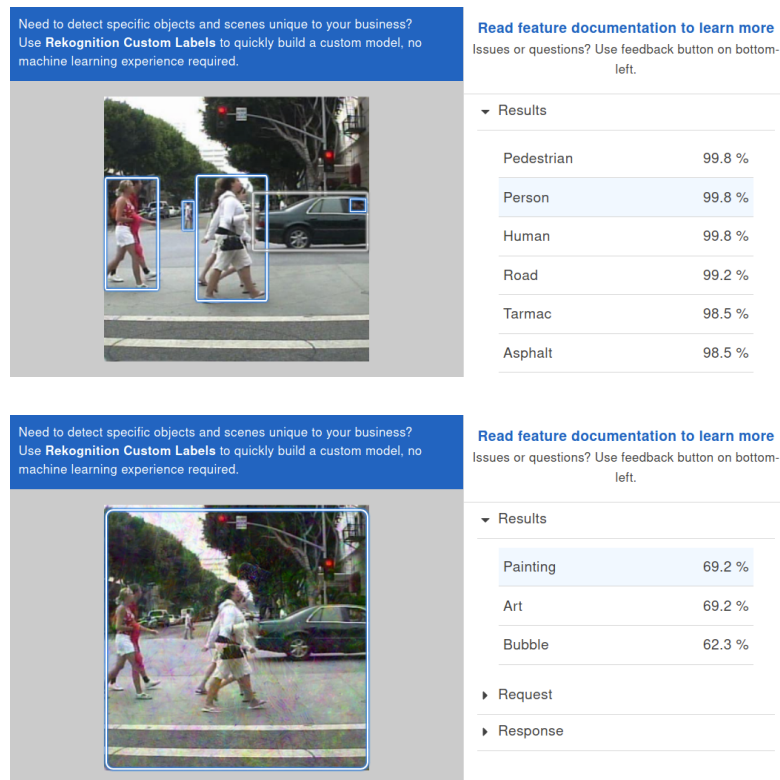 Need to detect specific objects and scenes unique to your business?
Use Rekognition Custom Labels to quickly build a custom model, no
machine learning experience required.
Read feature documentation to learn more
Issues or questions? Use feedback button on bottom-
left.
Results
Pedestrian 99.8 %
Person 99.8 %
Human 99.8 %
Road 99.2 %
Tarmac 98.5 %
Asphalt 98.5 %
Need to detect specific objects and scenes unique to your business?
Use Rekognition Custom Labels to quickly build a custom model, no
machine learning experience required.
Read feature documentation to learn more
Issues or questions? Use feedback button on bottom-
left.
Results
Painting 69.2 %
Art 69.2 %
Bubble 62.3 %
Request
Response